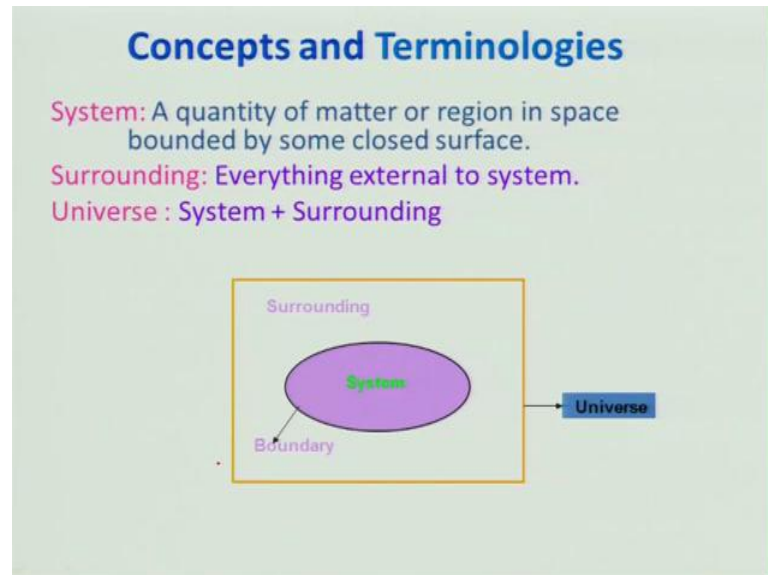 Concepts and Terminologies
System: A quantity of matter or region in space
bounded by some closed surface.
Surrounding: Everything external to system.
Universe : System + Surrounding
Surrounding
System
Universe
Boundary